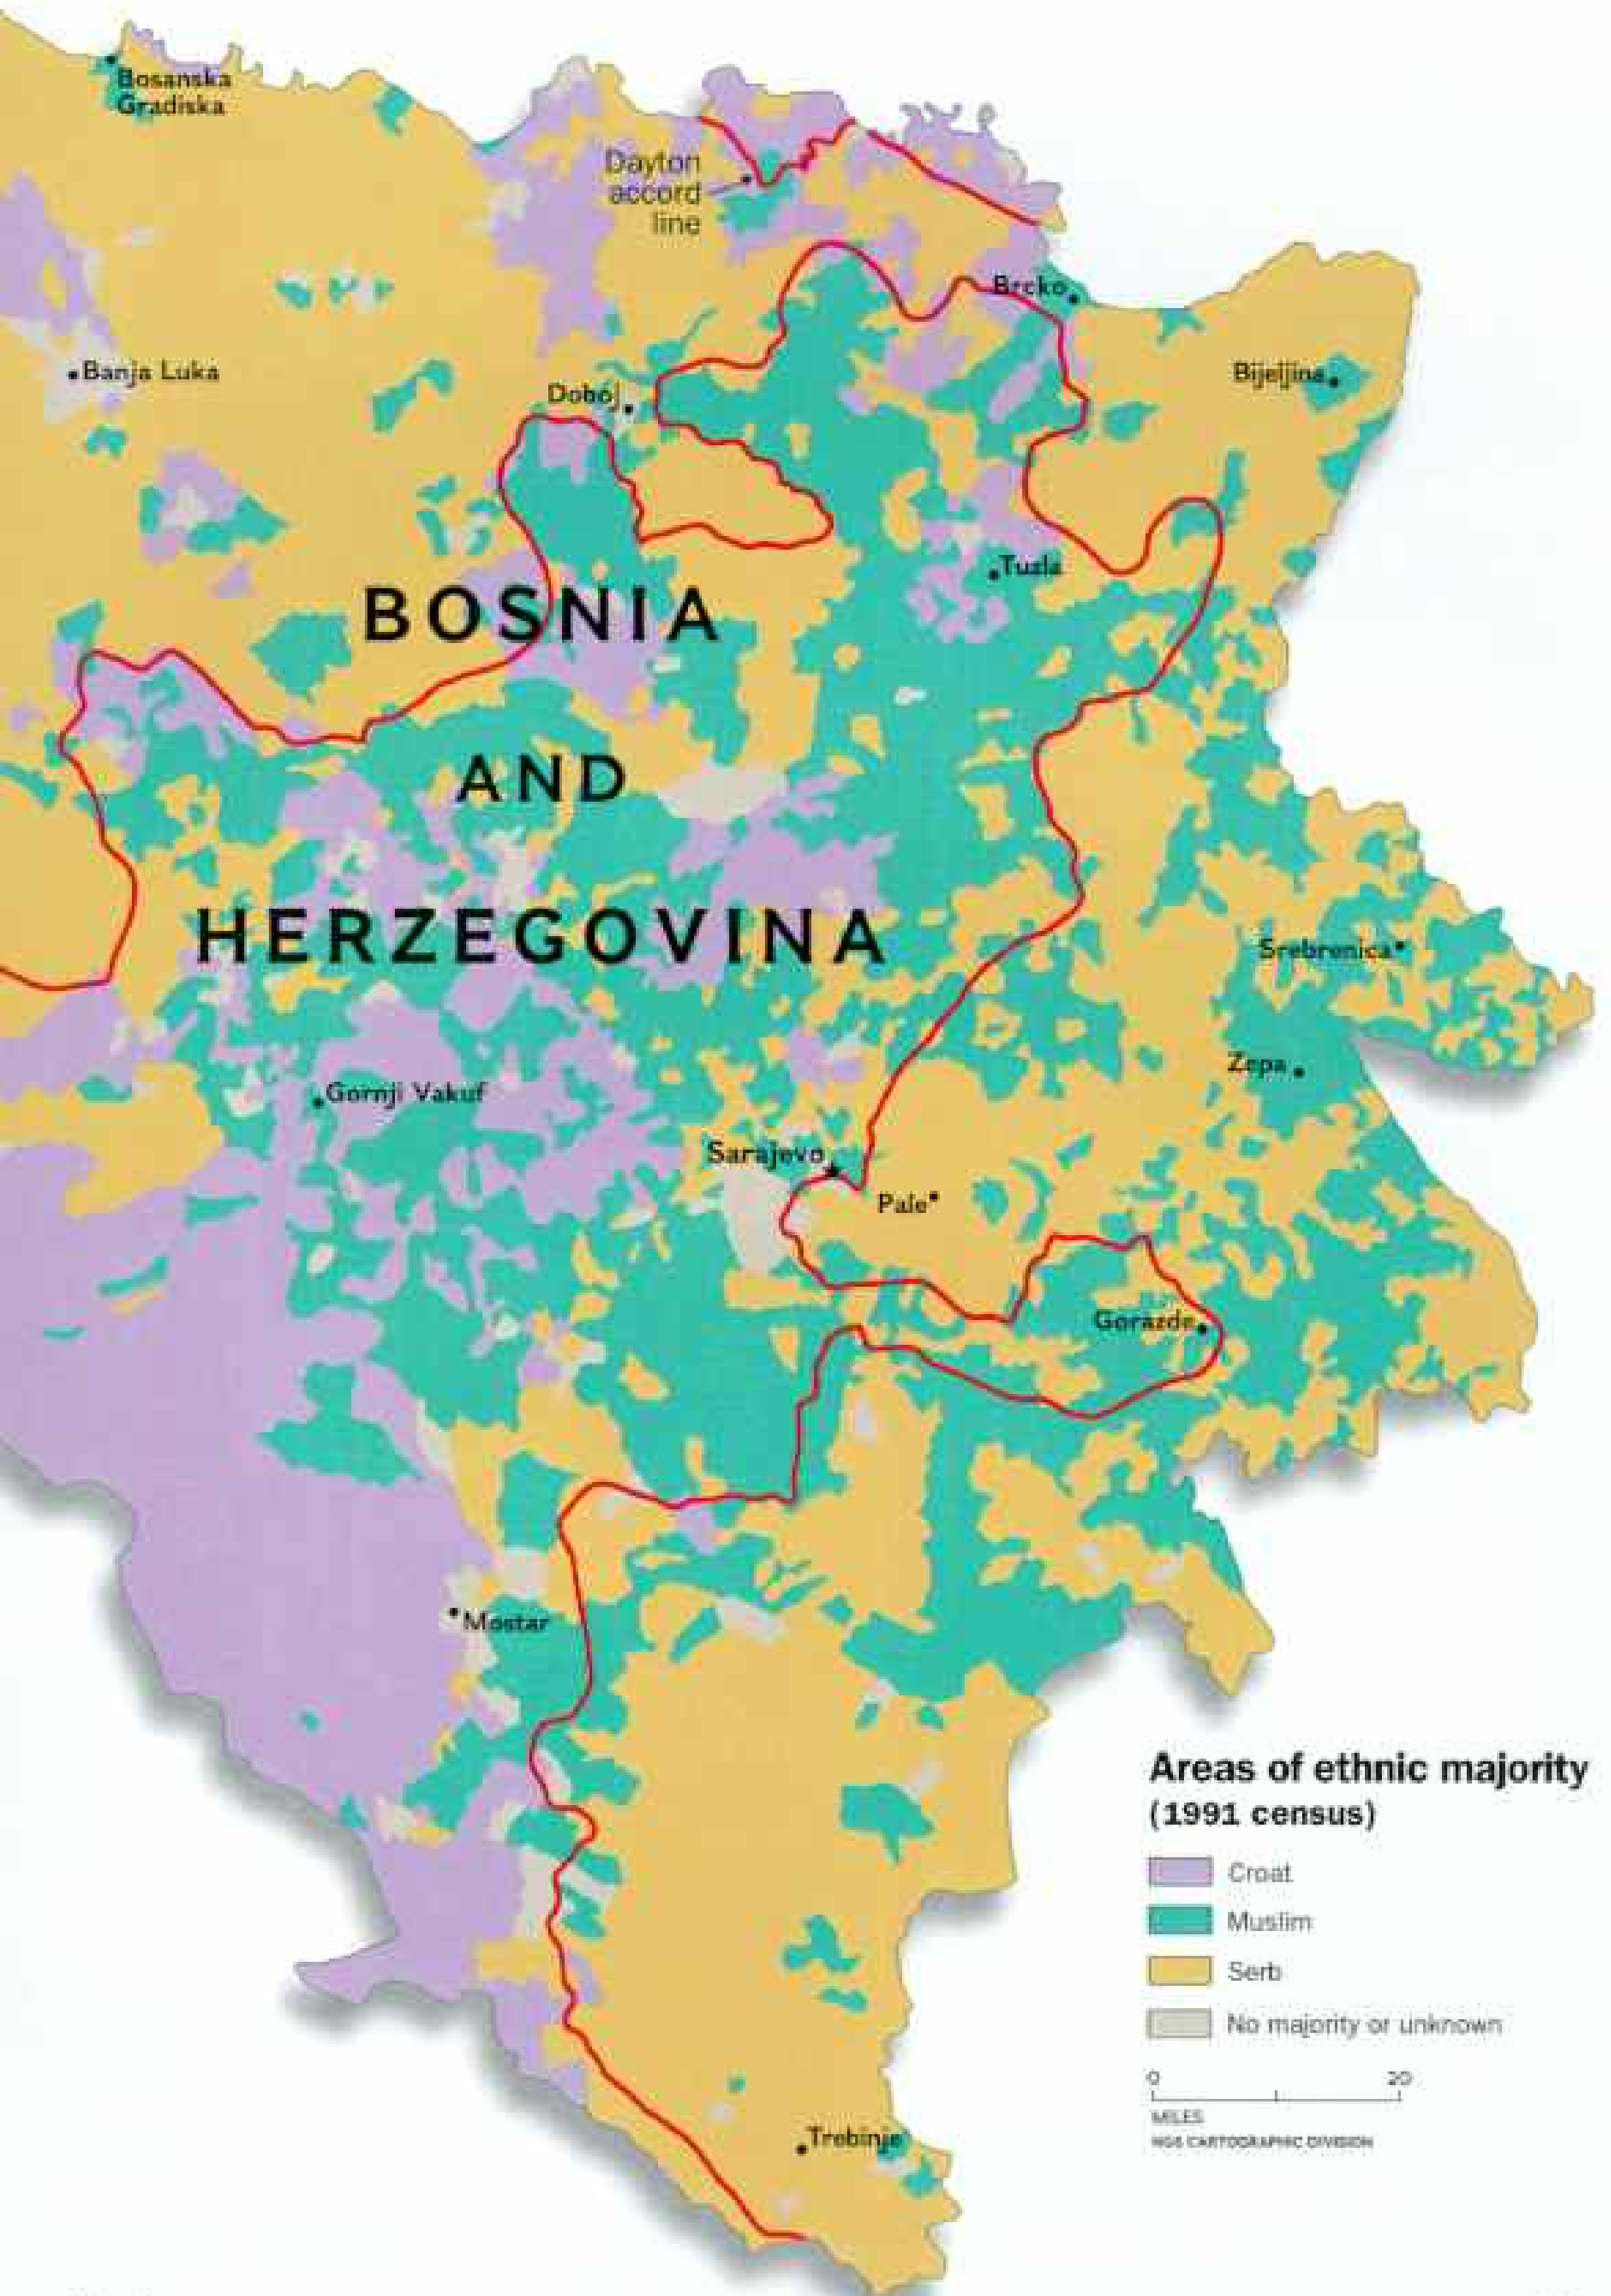 Bosanska
Gradiska
Dayton
accord
line
Brcko
Banja Luka
Doboj
Bijeljina
Tuzla
BOSNIA
AND
HERZEGOVINA
Srebrenica
Zepa
Gornji Vakuf
Sarajevo
Pale
Gorazde
Mostar
Areas of ethnic majority
(1991 census)
Croat
Muslim
Serb
No majority or unknown
0 20
MILES
NGS CARTOGRAPHIC DIVISION
Trebinje